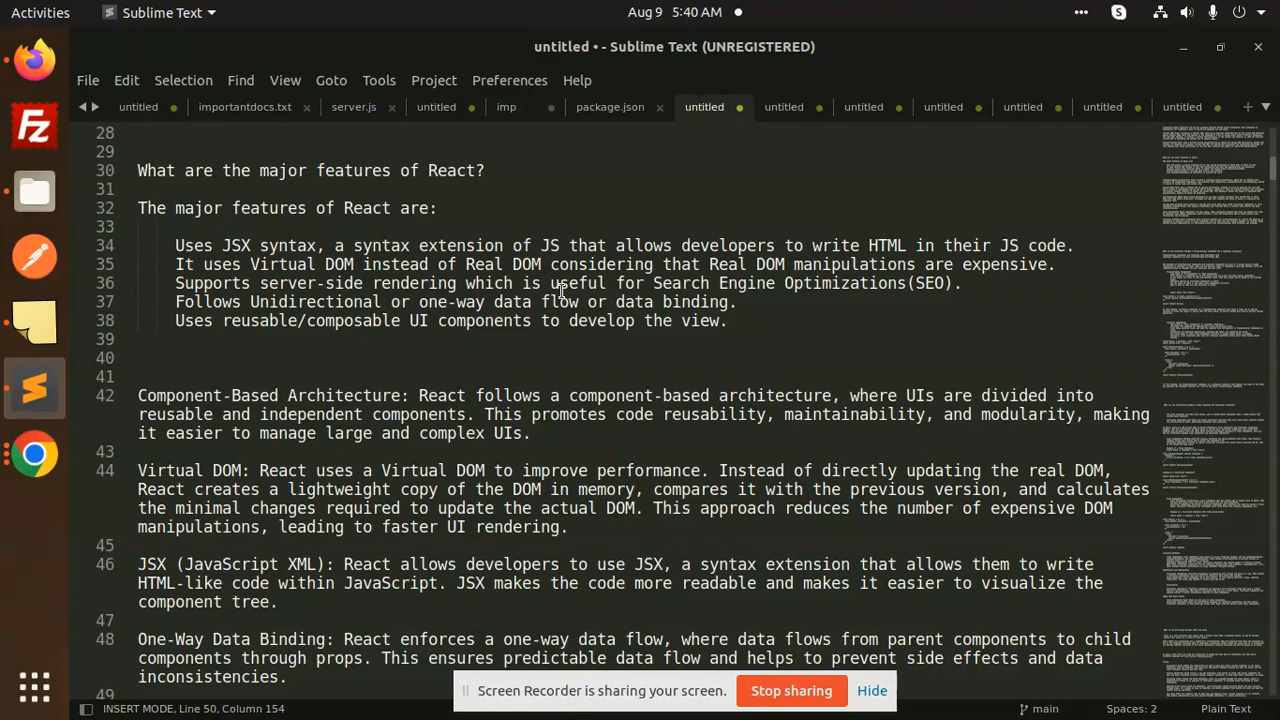 Activities Sublime Text Aug 9 5:40 AM
untitled • - Sublime Text (UNREGISTERED)
File Edit Selection Find View Goto Tools Project Preferences Help
untitled importantdocs.txt server.js untitled imp package.json untitled untitled untitled untitled untitled untitled untitled
28
29
30 What are the major features of React?
31
32 The major features of React are:
33
34 Uses JSX syntax, a syntax extension of JS that allows developers to write HTML in their JS code.
35 It uses Virtual DOM instead of Real DOM considering that Real DOM manipulations are expensive.
36 Supports server-side rendering which is useful for Search Engine Optimizations(SEO).
37 Follows Unidirectional or one-way data flow or data binding.
38 Uses reusable/composable UI components to develop the view.
39
40
41
42 Component-Based Architecture: React follows a component-based architecture, where UIs are divided into
reusable and independent components. This promotes code reusability, maintainability, and modularity, making
it easier to manage large and complex UIs.
43
44 Virtual DOM: React uses a Virtual DOM to improve performance. Instead of directly updating the real DOM,
React creates a lightweight copy of the DOM in memory, compares it with the previous version, and calculates
the minimal changes required to update the actual DOM. This approach reduces the number of expensive DOM
manipulations, leading to faster UI rendering.
45
46 JSX (JavaScript XML): React allows developers to use JSX, a syntax extension that allows them to write
HTML-like code within JavaScript. JSX makes the code more readable and makes it easier to visualize the
component tree.
47
48 One-Way Data Binding: React enforces a one-way data flow, where data flows from parent components to child
components through props. This ensures predictable data flow and helps to prevent side effects and data
inconsistencies.
49
Screen Recorder is sharing your screen. Stop sharing Hide
INSERT MODE, Line 50, Column 154 main Spaces: 2 Plain Text